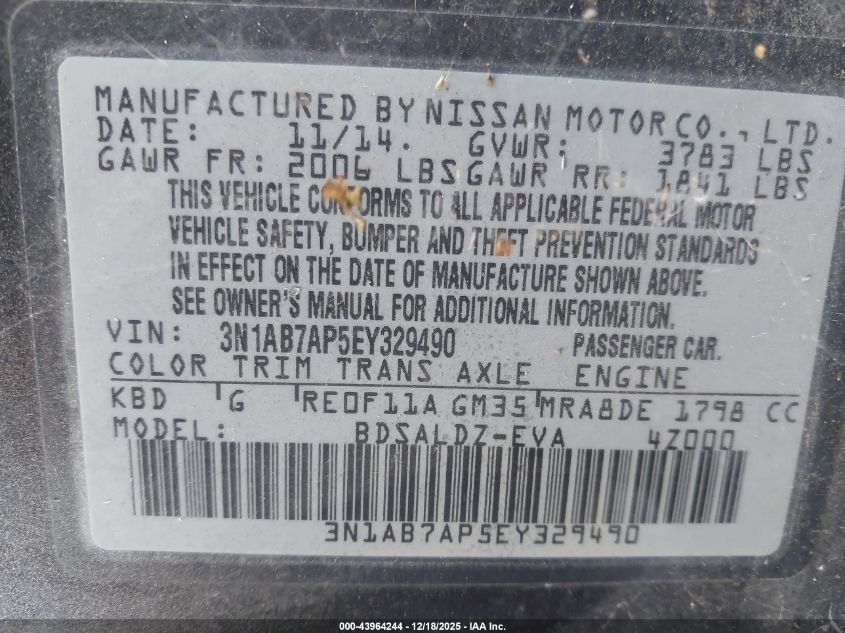 MANUFACTURED BY NISSAN MOTOR CO., LTD.
DATE: 11/14. GVWR: 3783 LBS
GAWR FR: 2006 LBS GAWR RR: 1841 LBS
THIS VEHICLE CONFORMS TO ALL APPLICABLE FEDERAL MOTOR
VEHICLE SAFETY, BUMPER AND THEFT PREVENTION STANDARDS
IN EFFECT ON THE DATE OF MANUFACTURE SHOWN ABOVE.
SEE OWNER'S MANUAL FOR ADDITIONAL INFORMATION.
VIN: 3N1AB7AP5EY329490 PASSENGER CAR.
COLOR TRIM TRANS AXLE ENGINE
KBD G RE0F11A GM35 MRA8DE 1798 CC
MODEL: BDSALDZ-EVA 4Z000
3N1AB7AP5EY329490
000-43964244 / 12/18/2025 - IAA Inc.